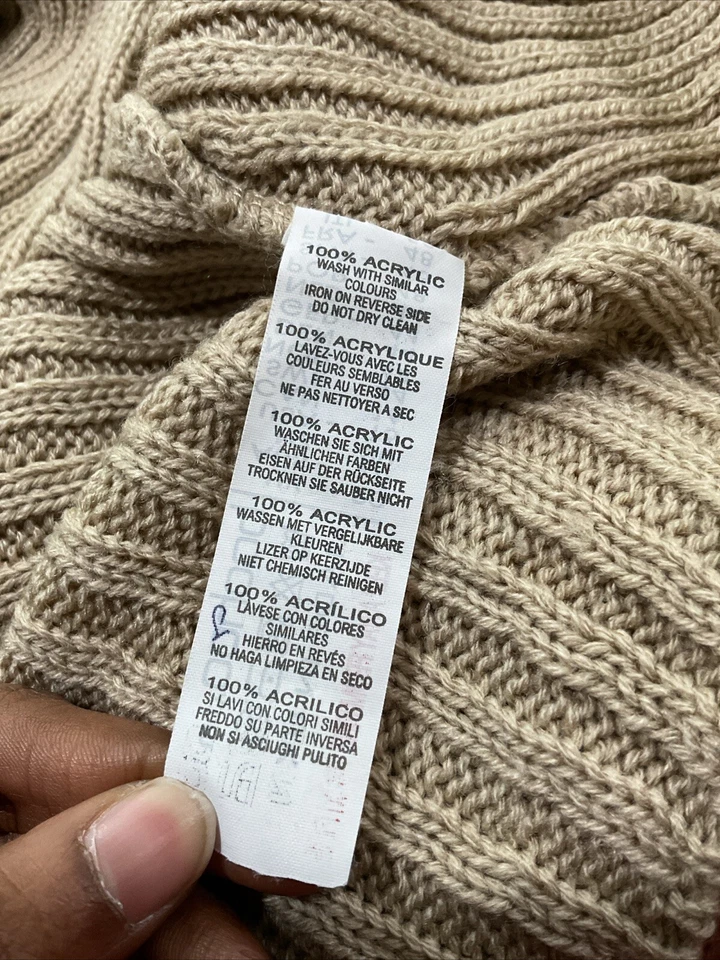 100% ACRYLIC
WASH WITH SIMILAR
COLOURS
IRON ON REVERSE SIDE
DO NOT DRY CLEAN
100% ACRYLIQUE
LAVEZ-VOUS AVEC LES
COULEURS SEMBLABLES
FER AU VERSO
NE PAS NETTOYER A SEC
100% ACRYLIC
WASCHEN SIE SICH MIT
ÄHNLICHEN FARBEN
EISEN AUF DER RÜCKSEITE
TROCKNEN SIE SAUBER NICHT
100% ACRYLIC
WASSEN MET VERGELIJKBARE
KLEUREN
LIZER OP KEERZIJDE
NIET CHEMISCH REINIGEN
100% ACRÍLICO
LÁVESE CON COLORES
SIMILARES
HIERRO EN REVÉS
NO HAGA LIMPIEZA EN SECO
100% ACRILICO
SI LAVI CON COLORI SIMILI
FREDDO SU PARTE INVERSA
NON SI ASCIUGHI PULITO